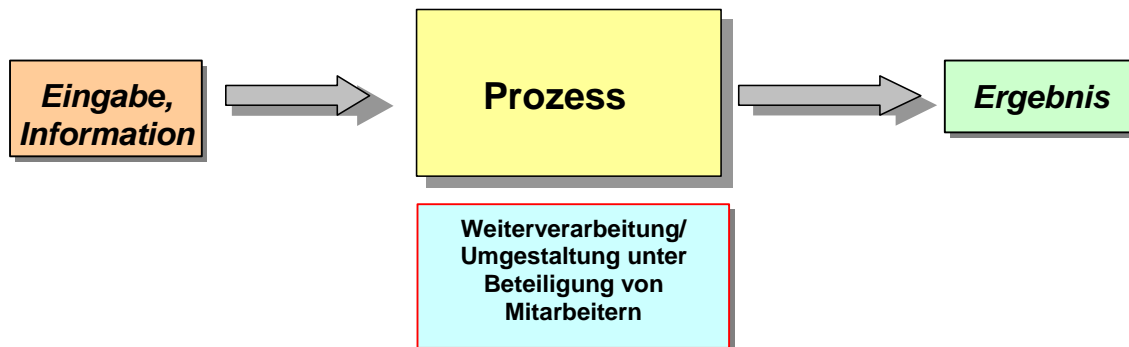 Eingabe,
Information
Prozess
Ergebnis
Weiterverarbeitung/
Umgestaltung unter
Beteiligung von
Mitarbeitern